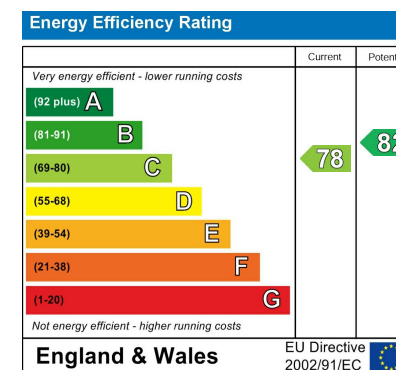 Energy Efficiency Rating
Current Potent
Very energy efficient - lower running costs
(92 plus) A
(81-91) B
82
(69-80) C
78
(55-68) D
(39-54) E
(21-38) F
(1-20) G
Not energy efficient - higher running costs
England & Wales
EU Directive
2002/91/EC